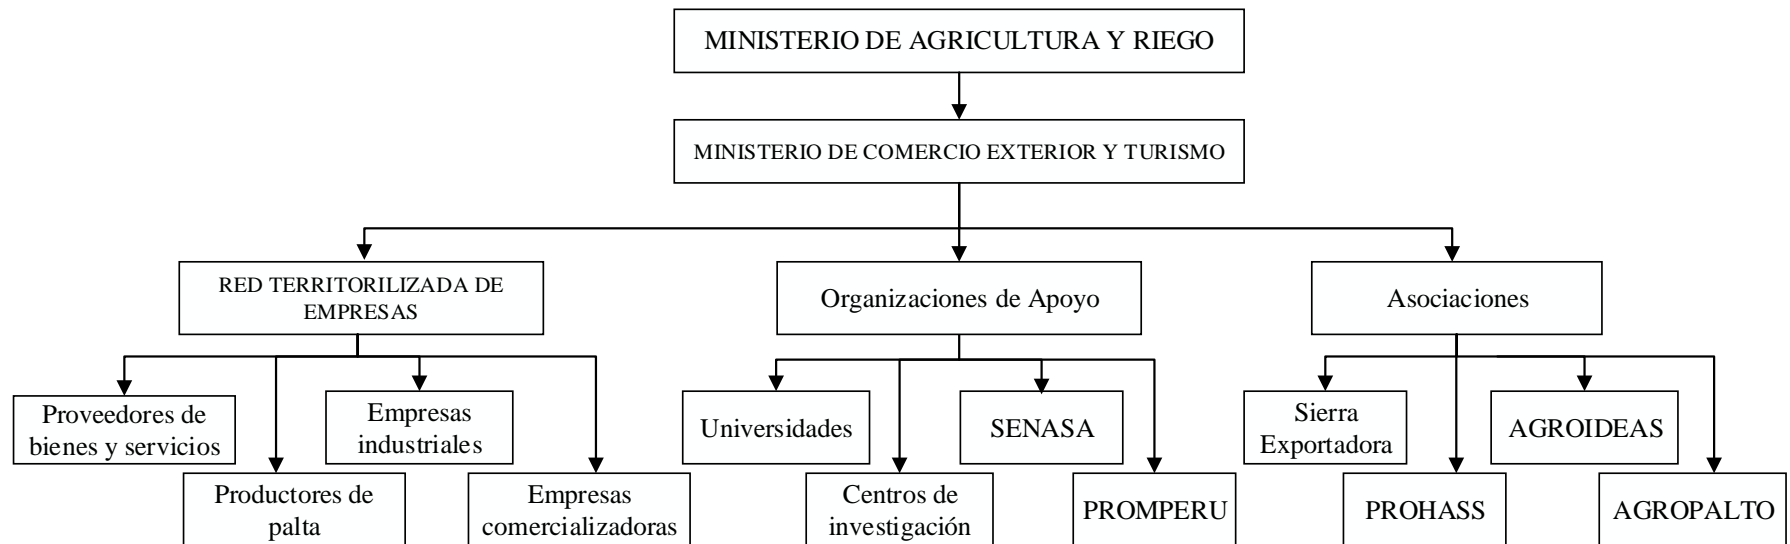 MINISTERIO DE AGRICULTURA Y RIEGO
MINISTERIO DE COMERCIO EXTERIOR Y TURISMO
RED TERRITORILIZADA DE
EMPRESAS
Organizaciones de Apoyo
Asociaciones
Proveedores de
bienes y servicios
Empresas
industriales
Universidades
SENASA
Sierra
Exportadora
AGROIDEAS
Productores de
palta
Empresas
comercializadoras
Centros de
investigación
PROMPERU
PROHASS
AGROPALTO